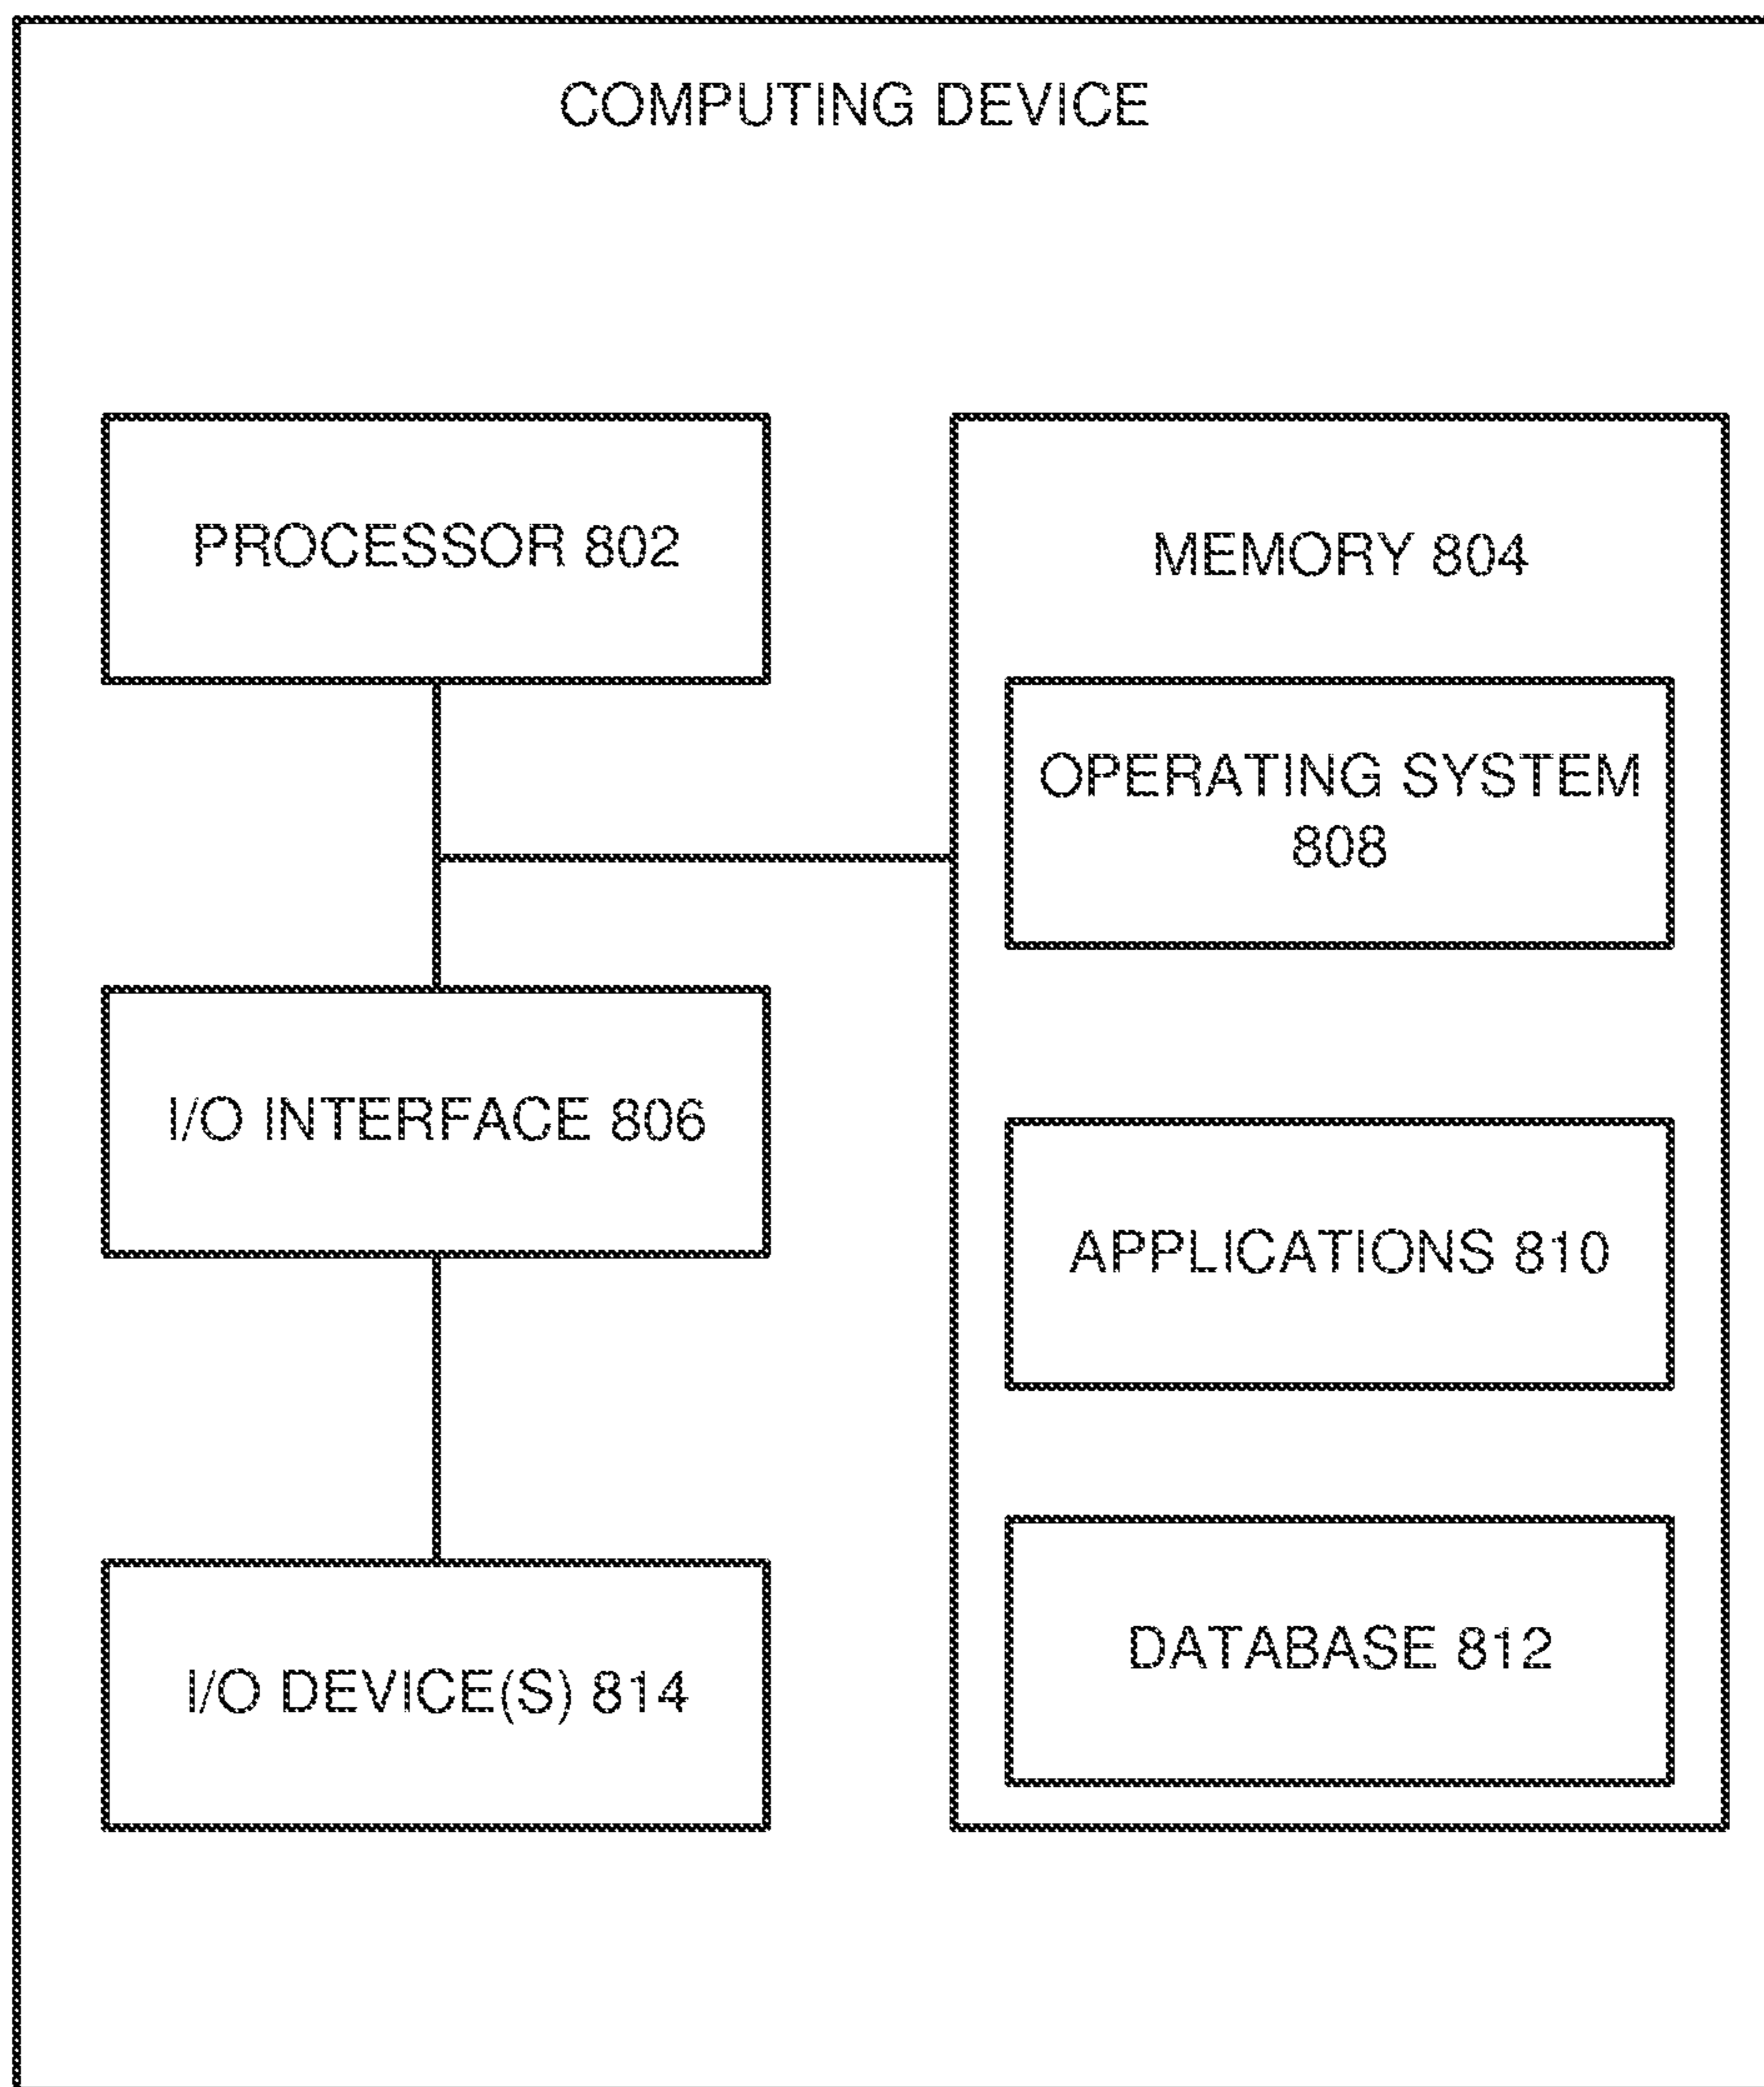 COMPUTING DEVICE
PROCESSOR 802
MEMORY 804
OPERATING SYSTEM
808
I/O INTERFACE 806
APPLICATIONS 810
I/O DEVICE(S) 814
DATABASE 812